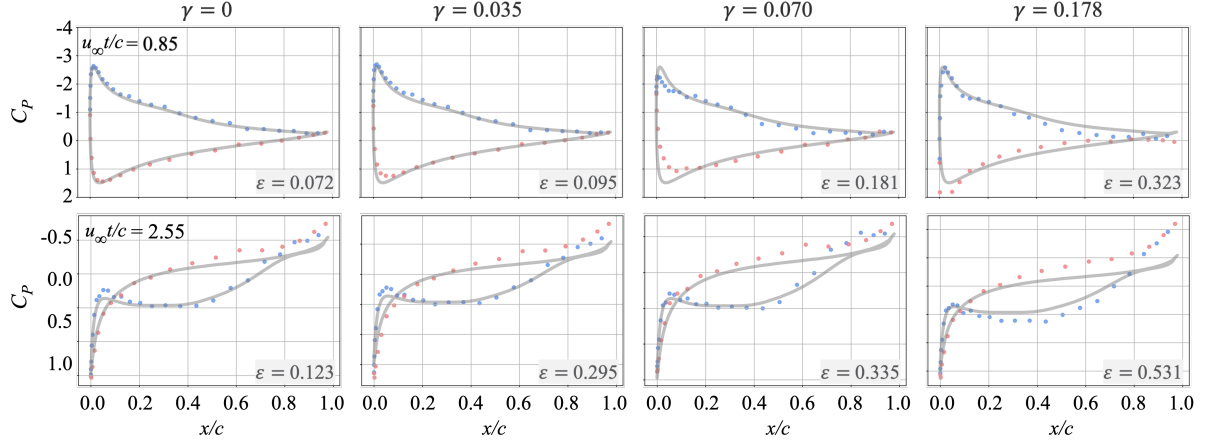 γ = 0
γ = 0.035
γ = 0.070
γ = 0.178
u∞t/c = 0.85
C_P
-4
-3
-2
-1
0
1
2
ε = 0.072
ε = 0.095
ε = 0.181
ε = 0.323
u∞t/c = 2.55
C_P
-0.5
0.0
0.5
1.0
ε = 0.123
ε = 0.295
ε = 0.335
ε = 0.531
0.0 0.2 0.4 0.6 0.8 1.0
0.0 0.2 0.4 0.6 0.8 1.0
0.0 0.2 0.4 0.6 0.8 1.0
0.0 0.2 0.4 0.6 0.8 1.0
x/c
x/c
x/c
x/c